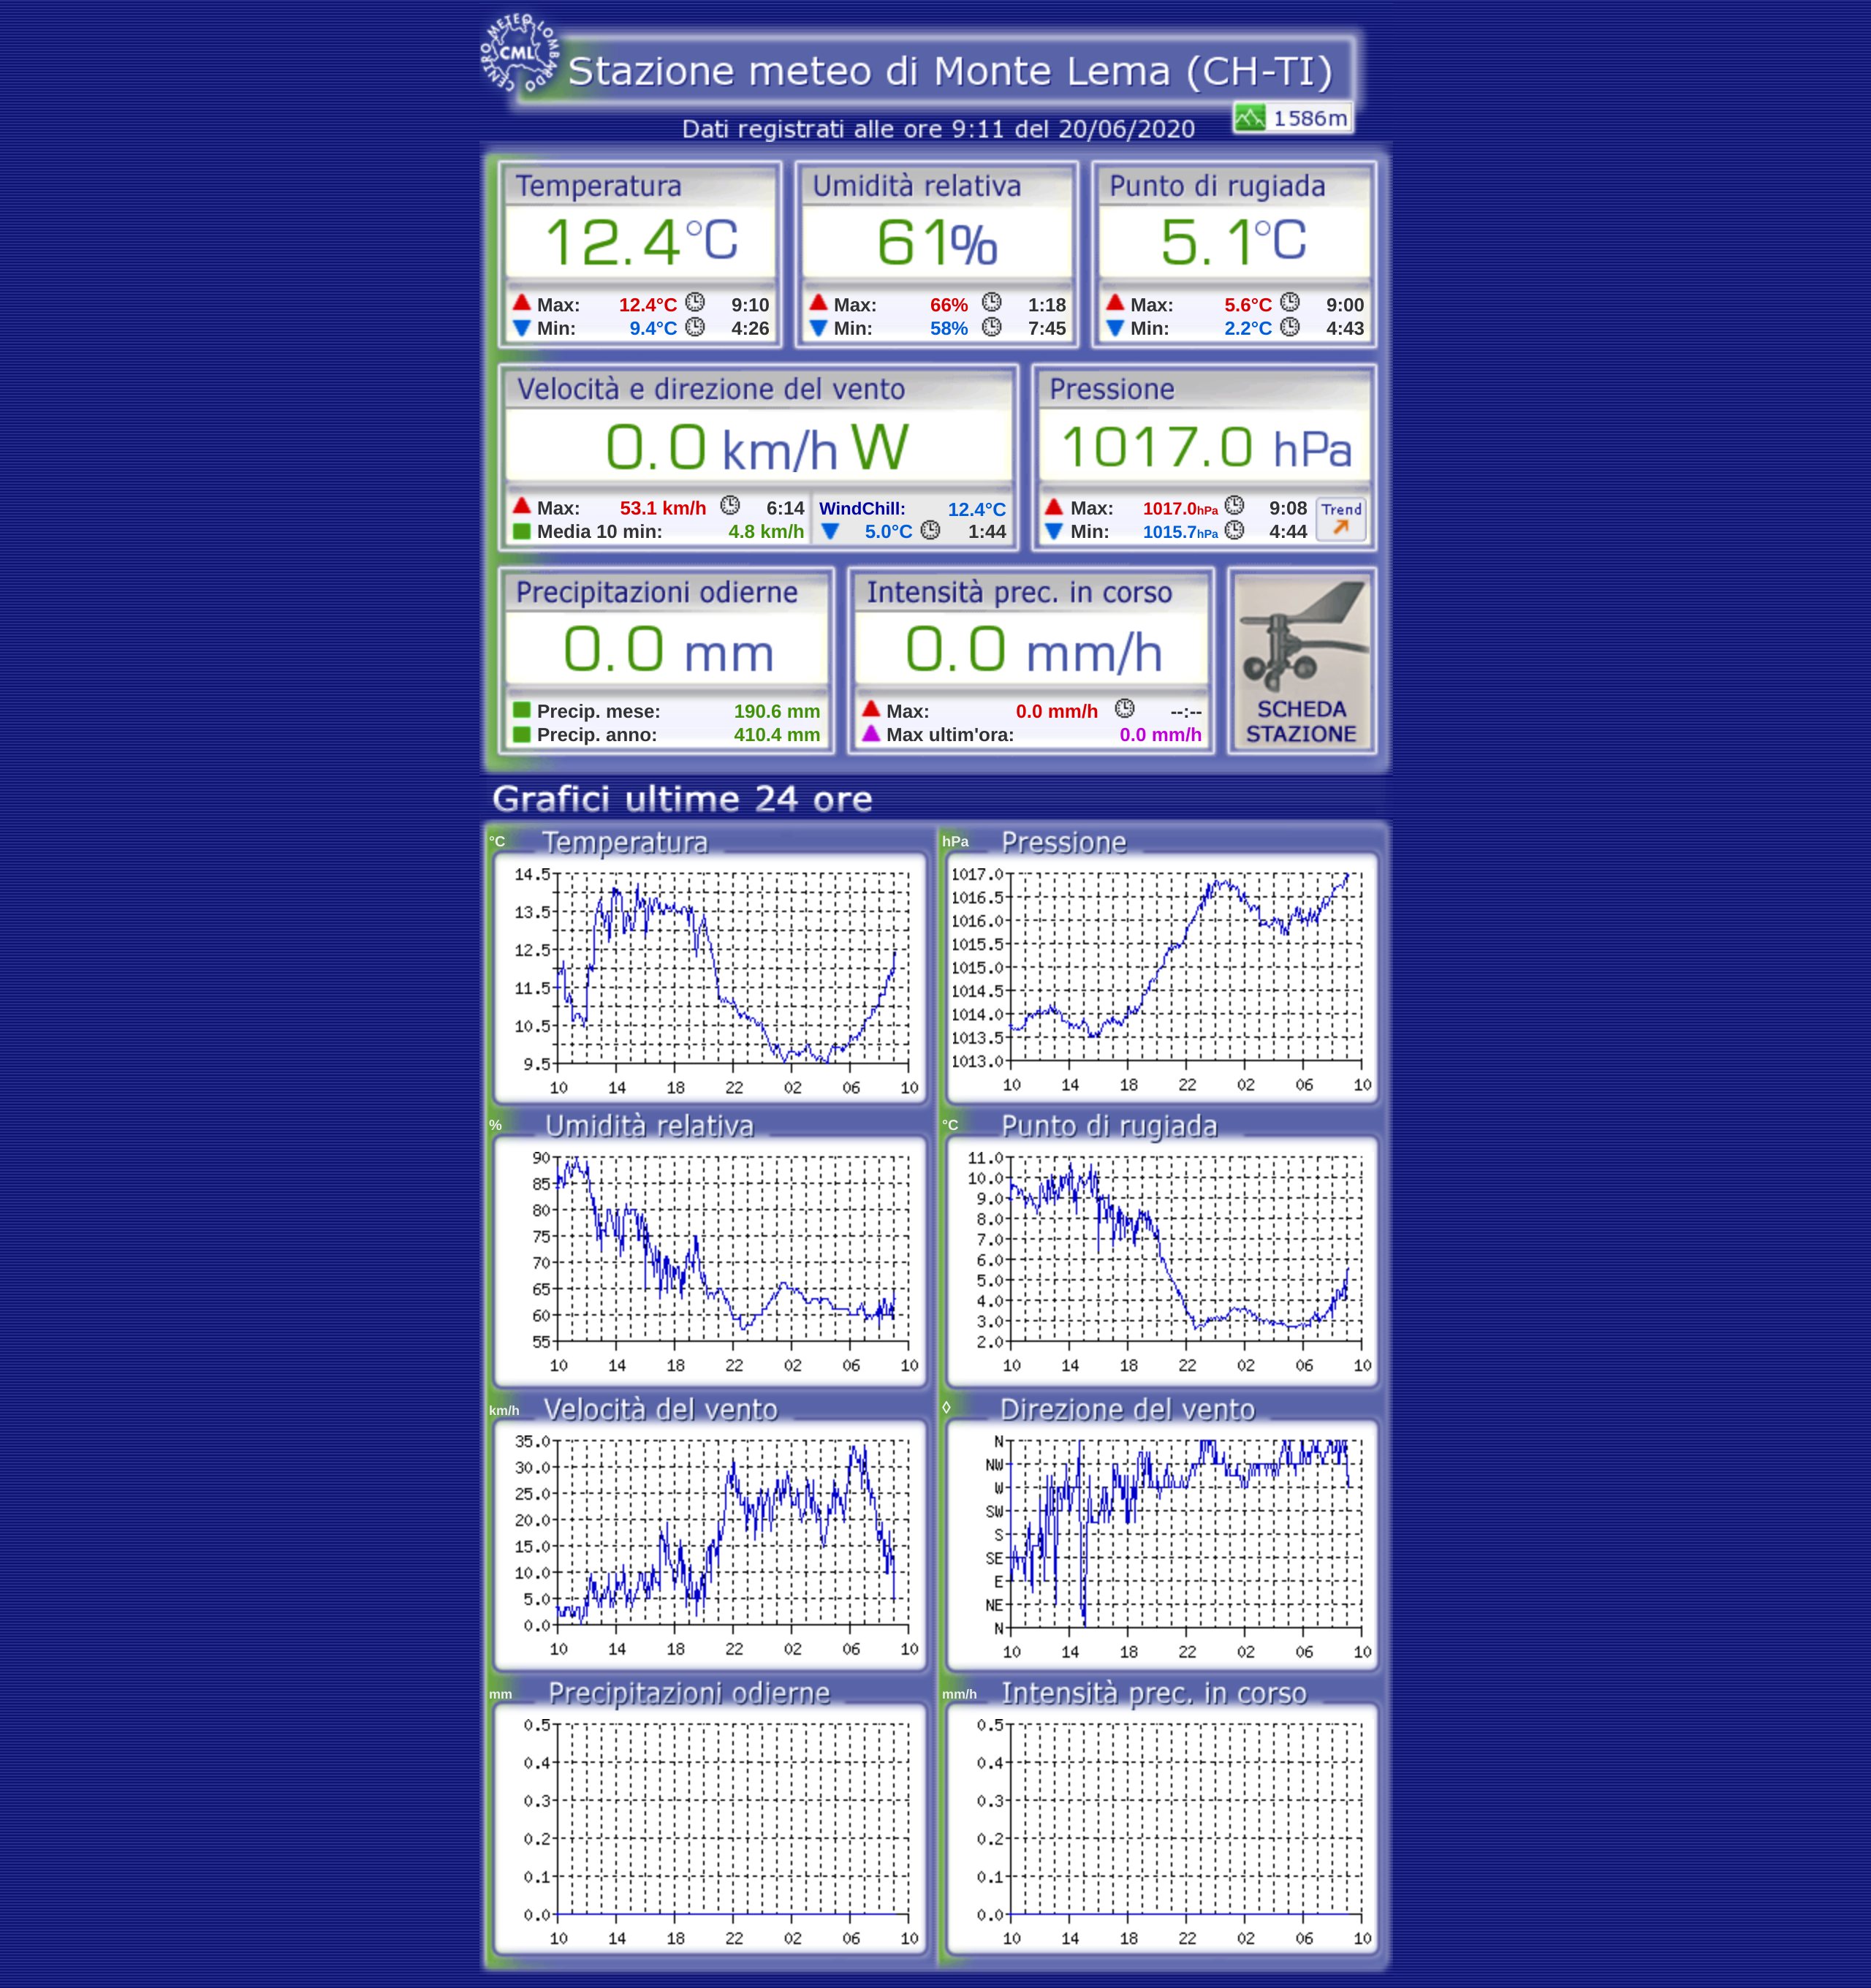 CENTRO METEO LOMBARDO
CML
Stazione meteo di Monte Lema (CH-TI)
1586m
Dati registrati alle ore 9:11 del 20/06/2020
Temperatura
12.4°C
Max: 12.4°C 9:10
Min: 9.4°C 4:26
Umidità relativa
61%
Max: 66% 1:18
Min: 58% 7:45
Punto di rugiada
5.1°C
Max: 5.6°C 9:00
Min: 2.2°C 4:43
Velocità e direzione del vento
0.0 km/h W
Max: 53.1 km/h 6:14
Media 10 min: 4.8 km/h
WindChill: 12.4°C
5.0°C 1:44
Pressione
1017.0 hPa
Max: 1017.0hPa 9:08
Min: 1015.7hPa 4:44
Trend
Precipitazioni odierne
0.0 mm
Precip. mese: 190.6 mm
Precip. anno: 410.4 mm
Intensità prec. in corso
0.0 mm/h
Max: 0.0 mm/h --:--
Max ultim'ora: 0.0 mm/h
SCHEDA
STAZIONE
Grafici ultime 24 ore
°C Temperatura
14.5
13.5
12.5
11.5
10.5
9.5
10 14 18 22 02 06 10
hPa Pressione
1017.0
1016.5
1016.0
1015.5
1015.0
1014.5
1014.0
1013.5
1013.0
10 14 18 22 02 06 10
% Umidità relativa
90
85
80
75
70
65
60
55
10 14 18 22 02 06 10
°C Punto di rugiada
11.0
10.0
9.0
8.0
7.0
6.0
5.0
4.0
3.0
2.0
10 14 18 22 02 06 10
km/h Velocità del vento
35.0
30.0
25.0
20.0
15.0
10.0
5.0
0.0
10 14 18 22 02 06 10
◊ Direzione del vento
N
NW
W
SW
S
SE
E
NE
N
10 14 18 22 02 06 10
mm Precipitazioni odierne
0.5
0.4
0.3
0.2
0.1
0.0
10 14 18 22 02 06 10
mm/h Intensità prec. in corso
0.5
0.4
0.3
0.2
0.1
0.0
10 14 18 22 02 06 10